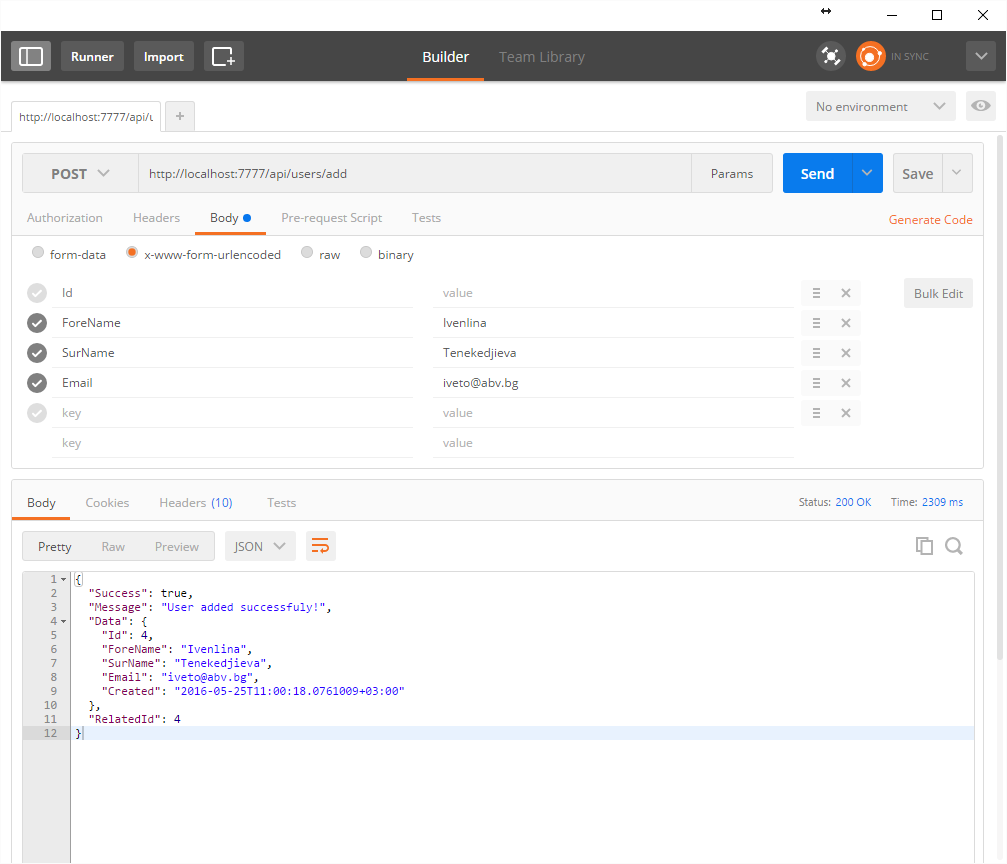 Runner Import Builder Team Library IN SYNC
http://localhost:7777/api/u + No environment
POST http://localhost:7777/api/users/add Params Send Save
Authorization Headers Body Pre-request Script Tests Generate Code
form-data x-www-form-urlencoded raw binary
Id value Bulk Edit
ForeName Ivenlina
SurName Tenekedjieva
Email iveto@abv.bg
key value
key value
Body Cookies Headers (10) Tests Status: 200 OK Time: 2309 ms
Pretty Raw Preview JSON
1 {
2 "Success": true,
3 "Message": "User added successfuly!",
4 "Data": {
5 "Id": 4,
6 "ForeName": "Ivenlina",
7 "SurName": "Tenekedjieva",
8 "Email": "iveto@abv.bg",
9 "Created": "2016-05-25T11:00:18.0761009+03:00"
10 },
11 "RelatedId": 4
12 }